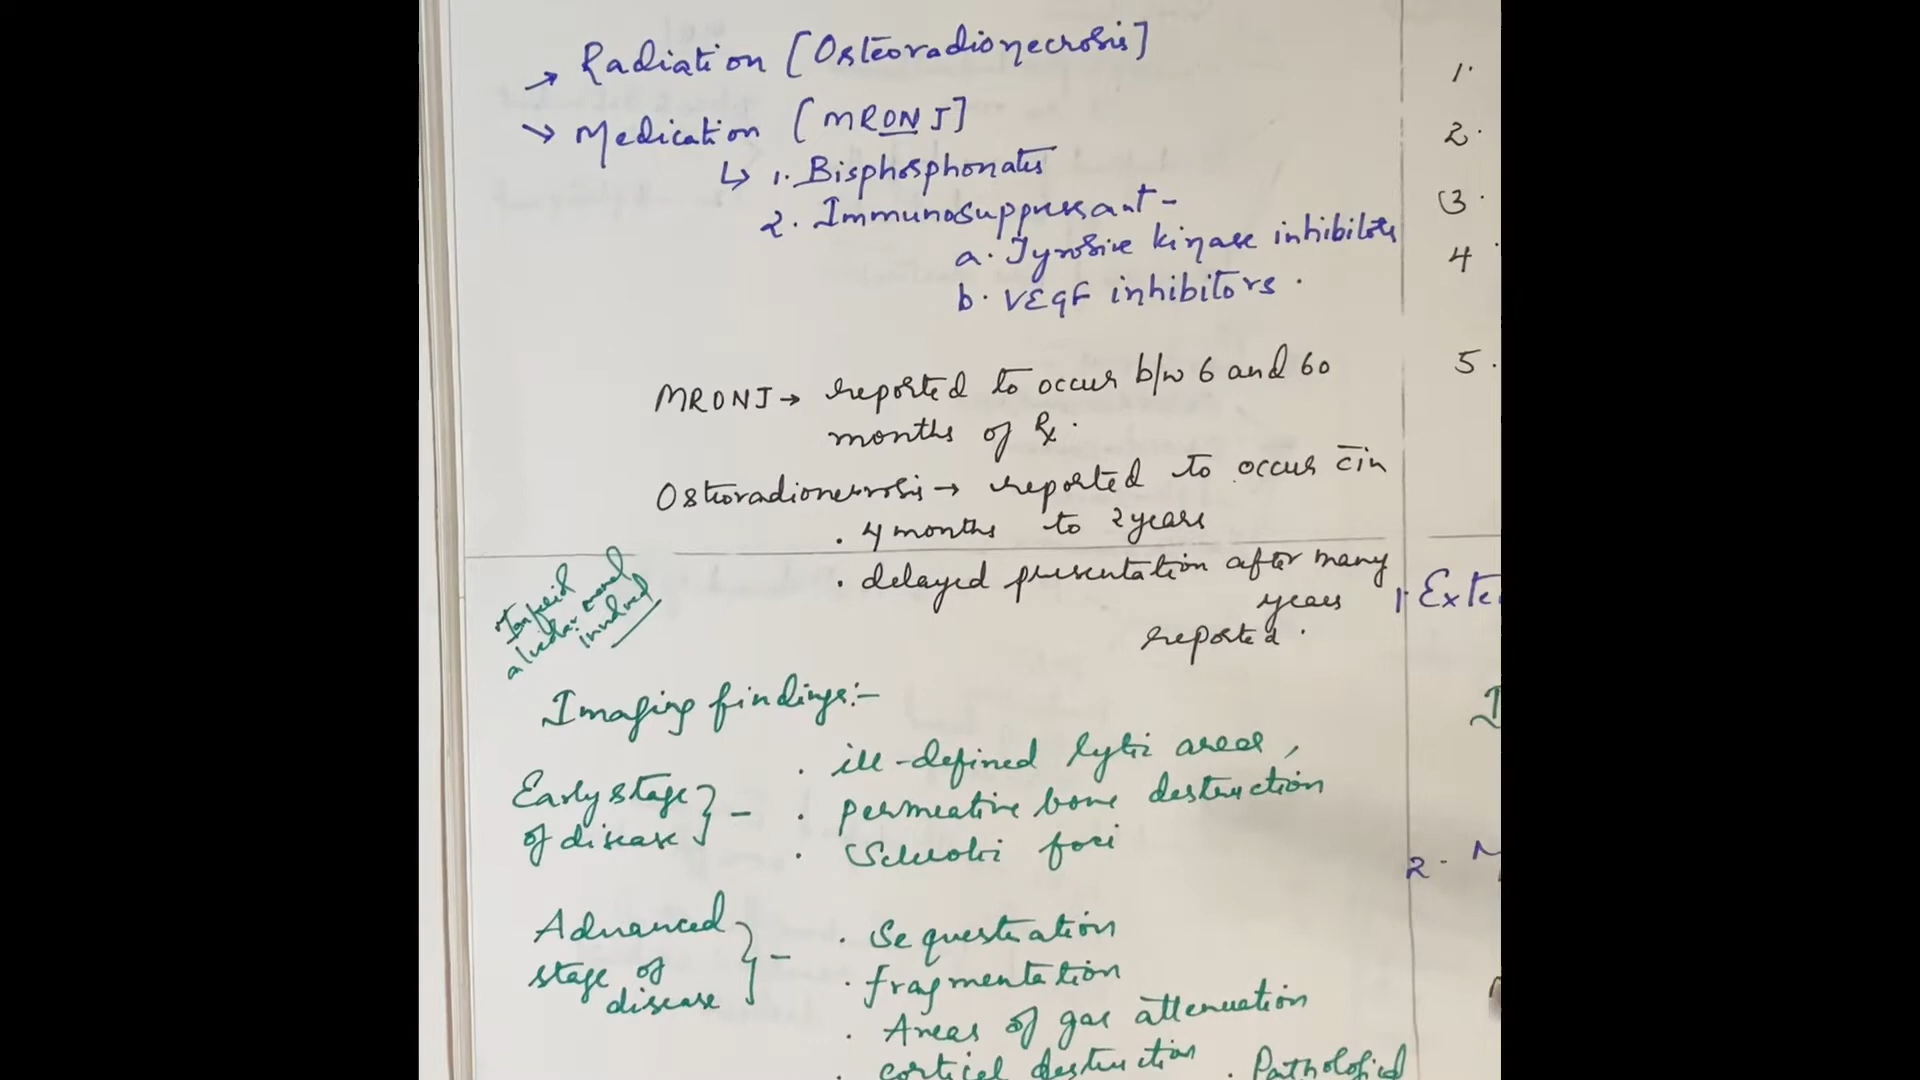 → Radiation [Osteoradionecrosis]
→ Medication [MRONJ]
↳ 1. Bisphosphonates
2. Immunosuppressant -
a. Tyrosine kinase inhibitors
b. VEGF inhibitors.
MRONJ → reported to occur b/w 6 and 60
months of Rx.
Osteoradionecrosis → reported to occur c̄in
. 4 months to 2 years
. delayed presentation after many
years
reported.
alveolar canal
involved
Imaging findings:-
Early stage
of disease } -
. ill-defined lytic areas,
. permeative bone destruction
. Sclerotic foci
Advanced
stage of
disease } -
. Sequestration
. fragmentation
. Areas of gas attenuation
. cortical destruction . Pathological
1.
2.
3.
4
5.
1. Exte
2.